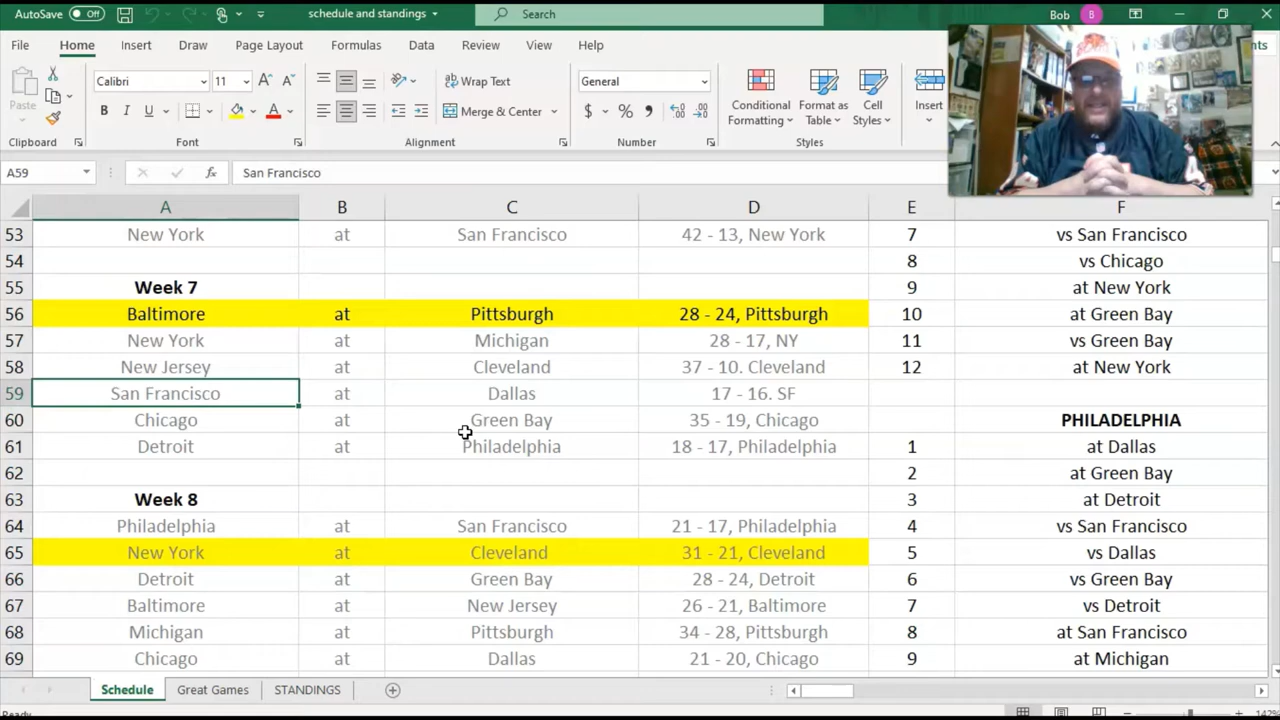 AutoSave Off schedule and standings Search Bob B
File Home Insert Draw Page Layout Formulas Data Review View Help
Calibri 11 Wrap Text General
Paste B I U Merge & Center $ % Conditional Formatting Format as Table Cell Styles Insert
Clipboard Font Alignment Number Styles
A59 fx San Francisco
A B C D E F
53 New York at San Francisco 42 - 13, New York 7 vs San Francisco
54 8 vs Chicago
55 Week 7 9 at New York
56 Baltimore at Pittsburgh 28 - 24, Pittsburgh 10 at Green Bay
57 New York at Michigan 28 - 17, NY 11 vs Green Bay
58 New Jersey at Cleveland 37 - 10. Cleveland 12 at New York
59 San Francisco at Dallas 17 - 16. SF
60 Chicago at Green Bay 35 - 19, Chicago PHILADELPHIA
61 Detroit at Philadelphia 18 - 17, Philadelphia 1 at Dallas
62 2 at Green Bay
63 Week 8 3 at Detroit
64 Philadelphia at San Francisco 21 - 17, Philadelphia 4 vs San Francisco
65 New York at Cleveland 31 - 21, Cleveland 5 vs Dallas
66 Detroit at Green Bay 28 - 24, Detroit 6 vs Green Bay
67 Baltimore at New Jersey 26 - 21, Baltimore 7 vs Detroit
68 Michigan at Pittsburgh 34 - 28, Pittsburgh 8 at San Francisco
69 Chicago at Dallas 21 - 20, Chicago 9 at Michigan
Schedule Great Games STANDINGS